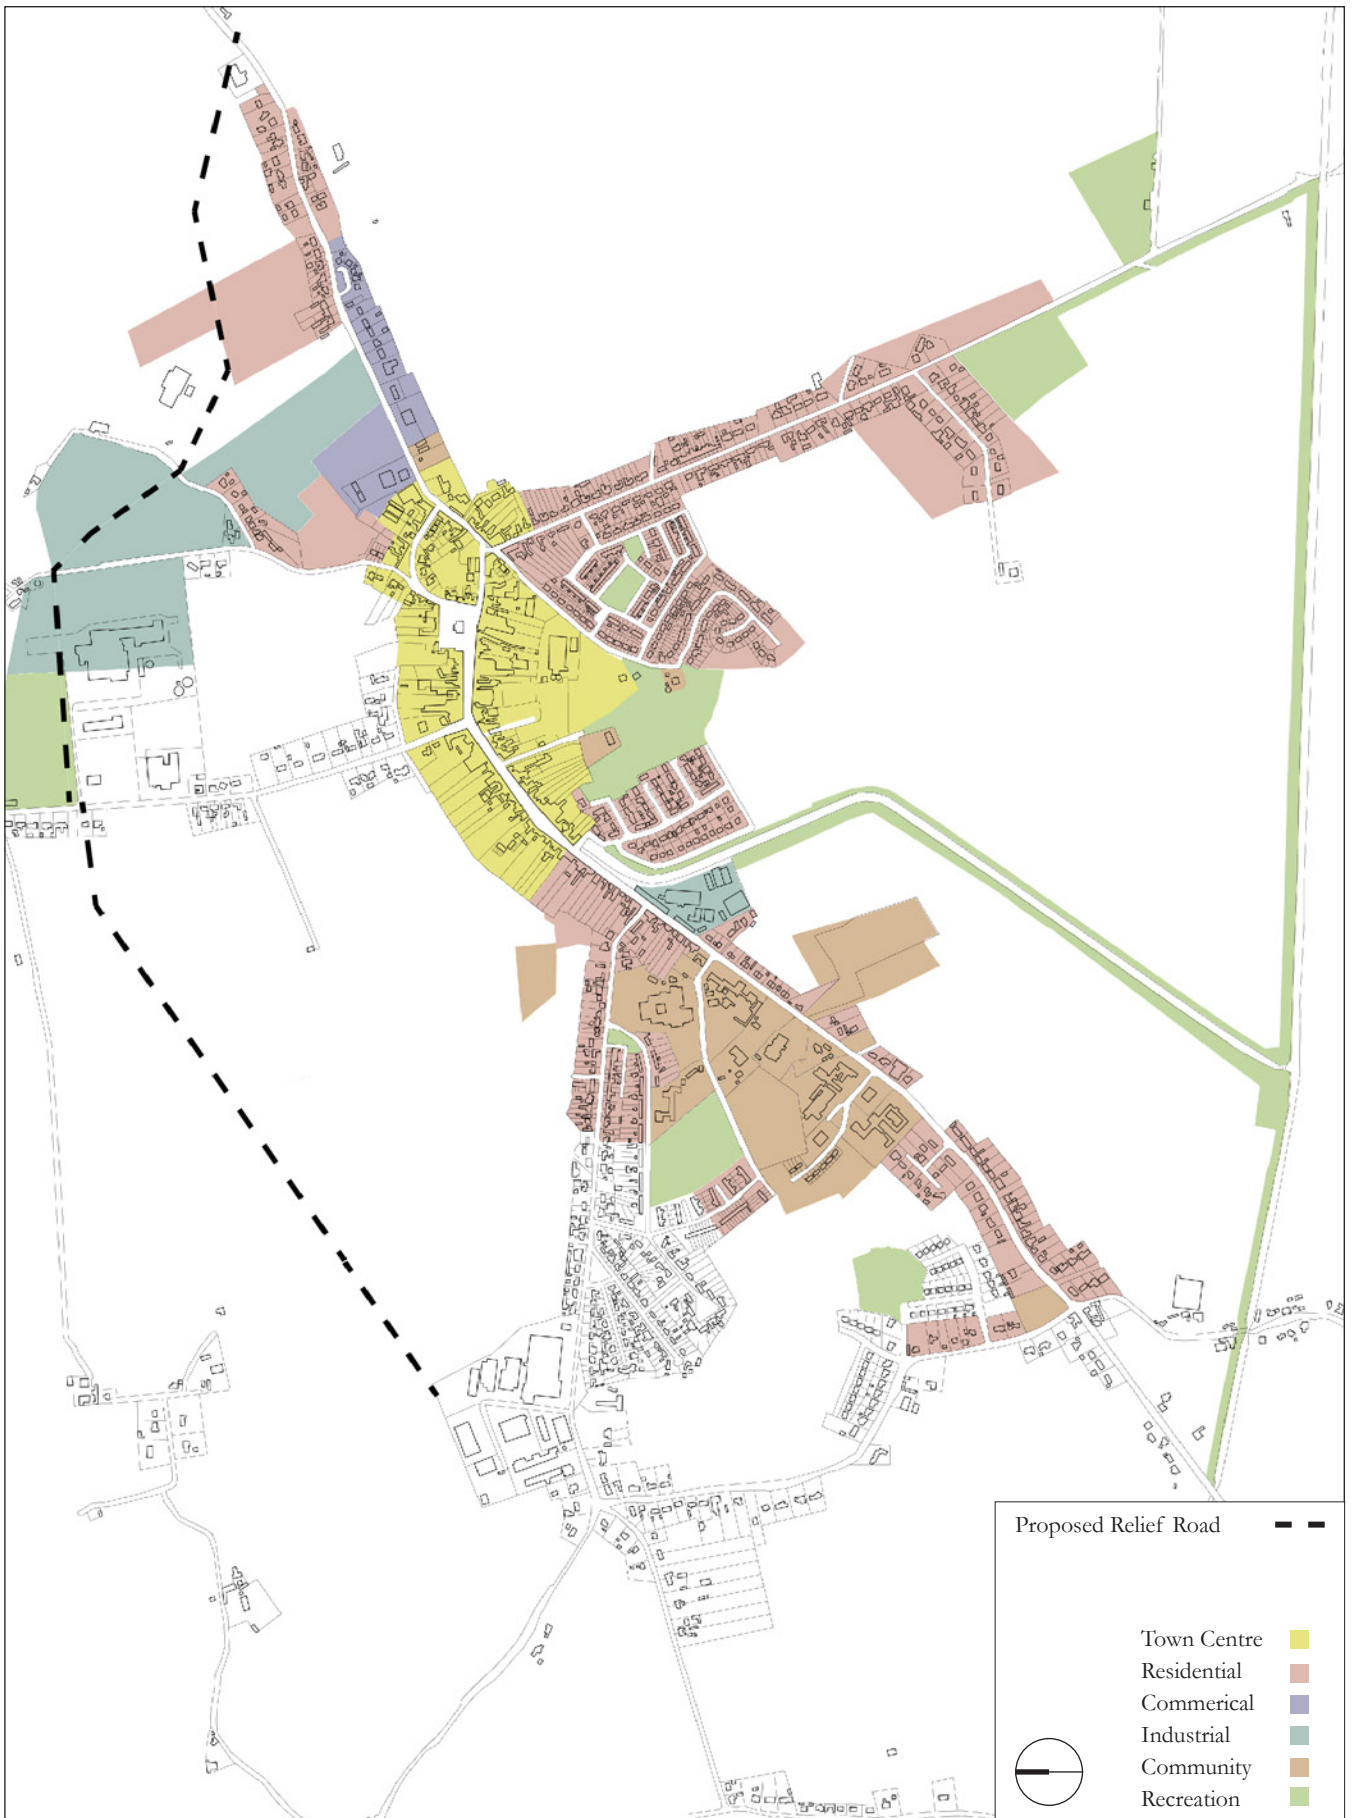 Proposed Relief Road
Town Centre
Residential
Commerical
Industrial
Community
Recreation